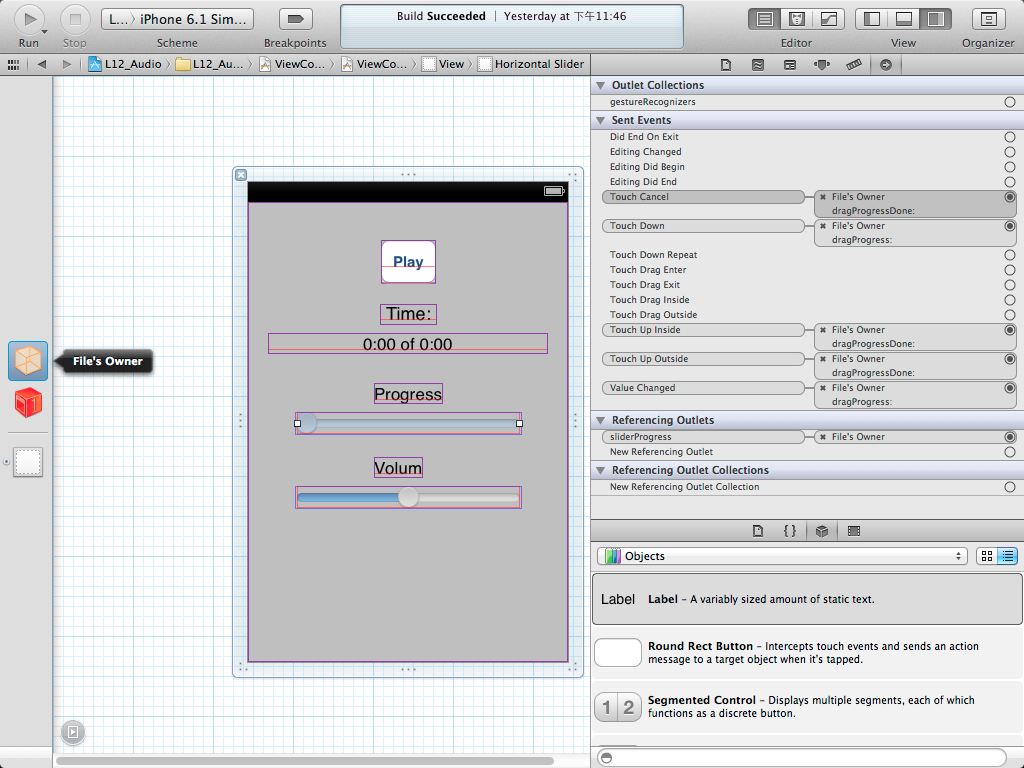 L...〉iPhone 6.1 Sim...
Build Succeeded | Yesterday at 下午11:46
Run Stop Scheme Breakpoints Editor View Organizer
L12_Audio L12_Au... ViewCo... ViewCo... View Horizontal Slider
Play
Time:
0:00 of 0:00
Progress
Volum
File's Owner
1
Outlet Collections
gestureRecognizers
Sent Events
Did End On Exit
Editing Changed
Editing Did Begin
Editing Did End
Touch Cancel File's Owner
dragProgressDone:
Touch Down File's Owner
dragProgress:
Touch Down Repeat
Touch Drag Enter
Touch Drag Exit
Touch Drag Inside
Touch Drag Outside
Touch Up Inside File's Owner
dragProgressDone:
Touch Up Outside File's Owner
dragProgressDone:
Value Changed File's Owner
dragProgress:
Referencing Outlets
sliderProgress File's Owner
New Referencing Outlet
Referencing Outlet Collections
New Referencing Outlet Collection
{ }
Objects
Label Label – A variably sized amount of static text.
Round Rect Button – Intercepts touch events and sends an action
message to a target object when it's tapped.
1 2 Segmented Control – Displays multiple segments, each of which
functions as a discrete button.